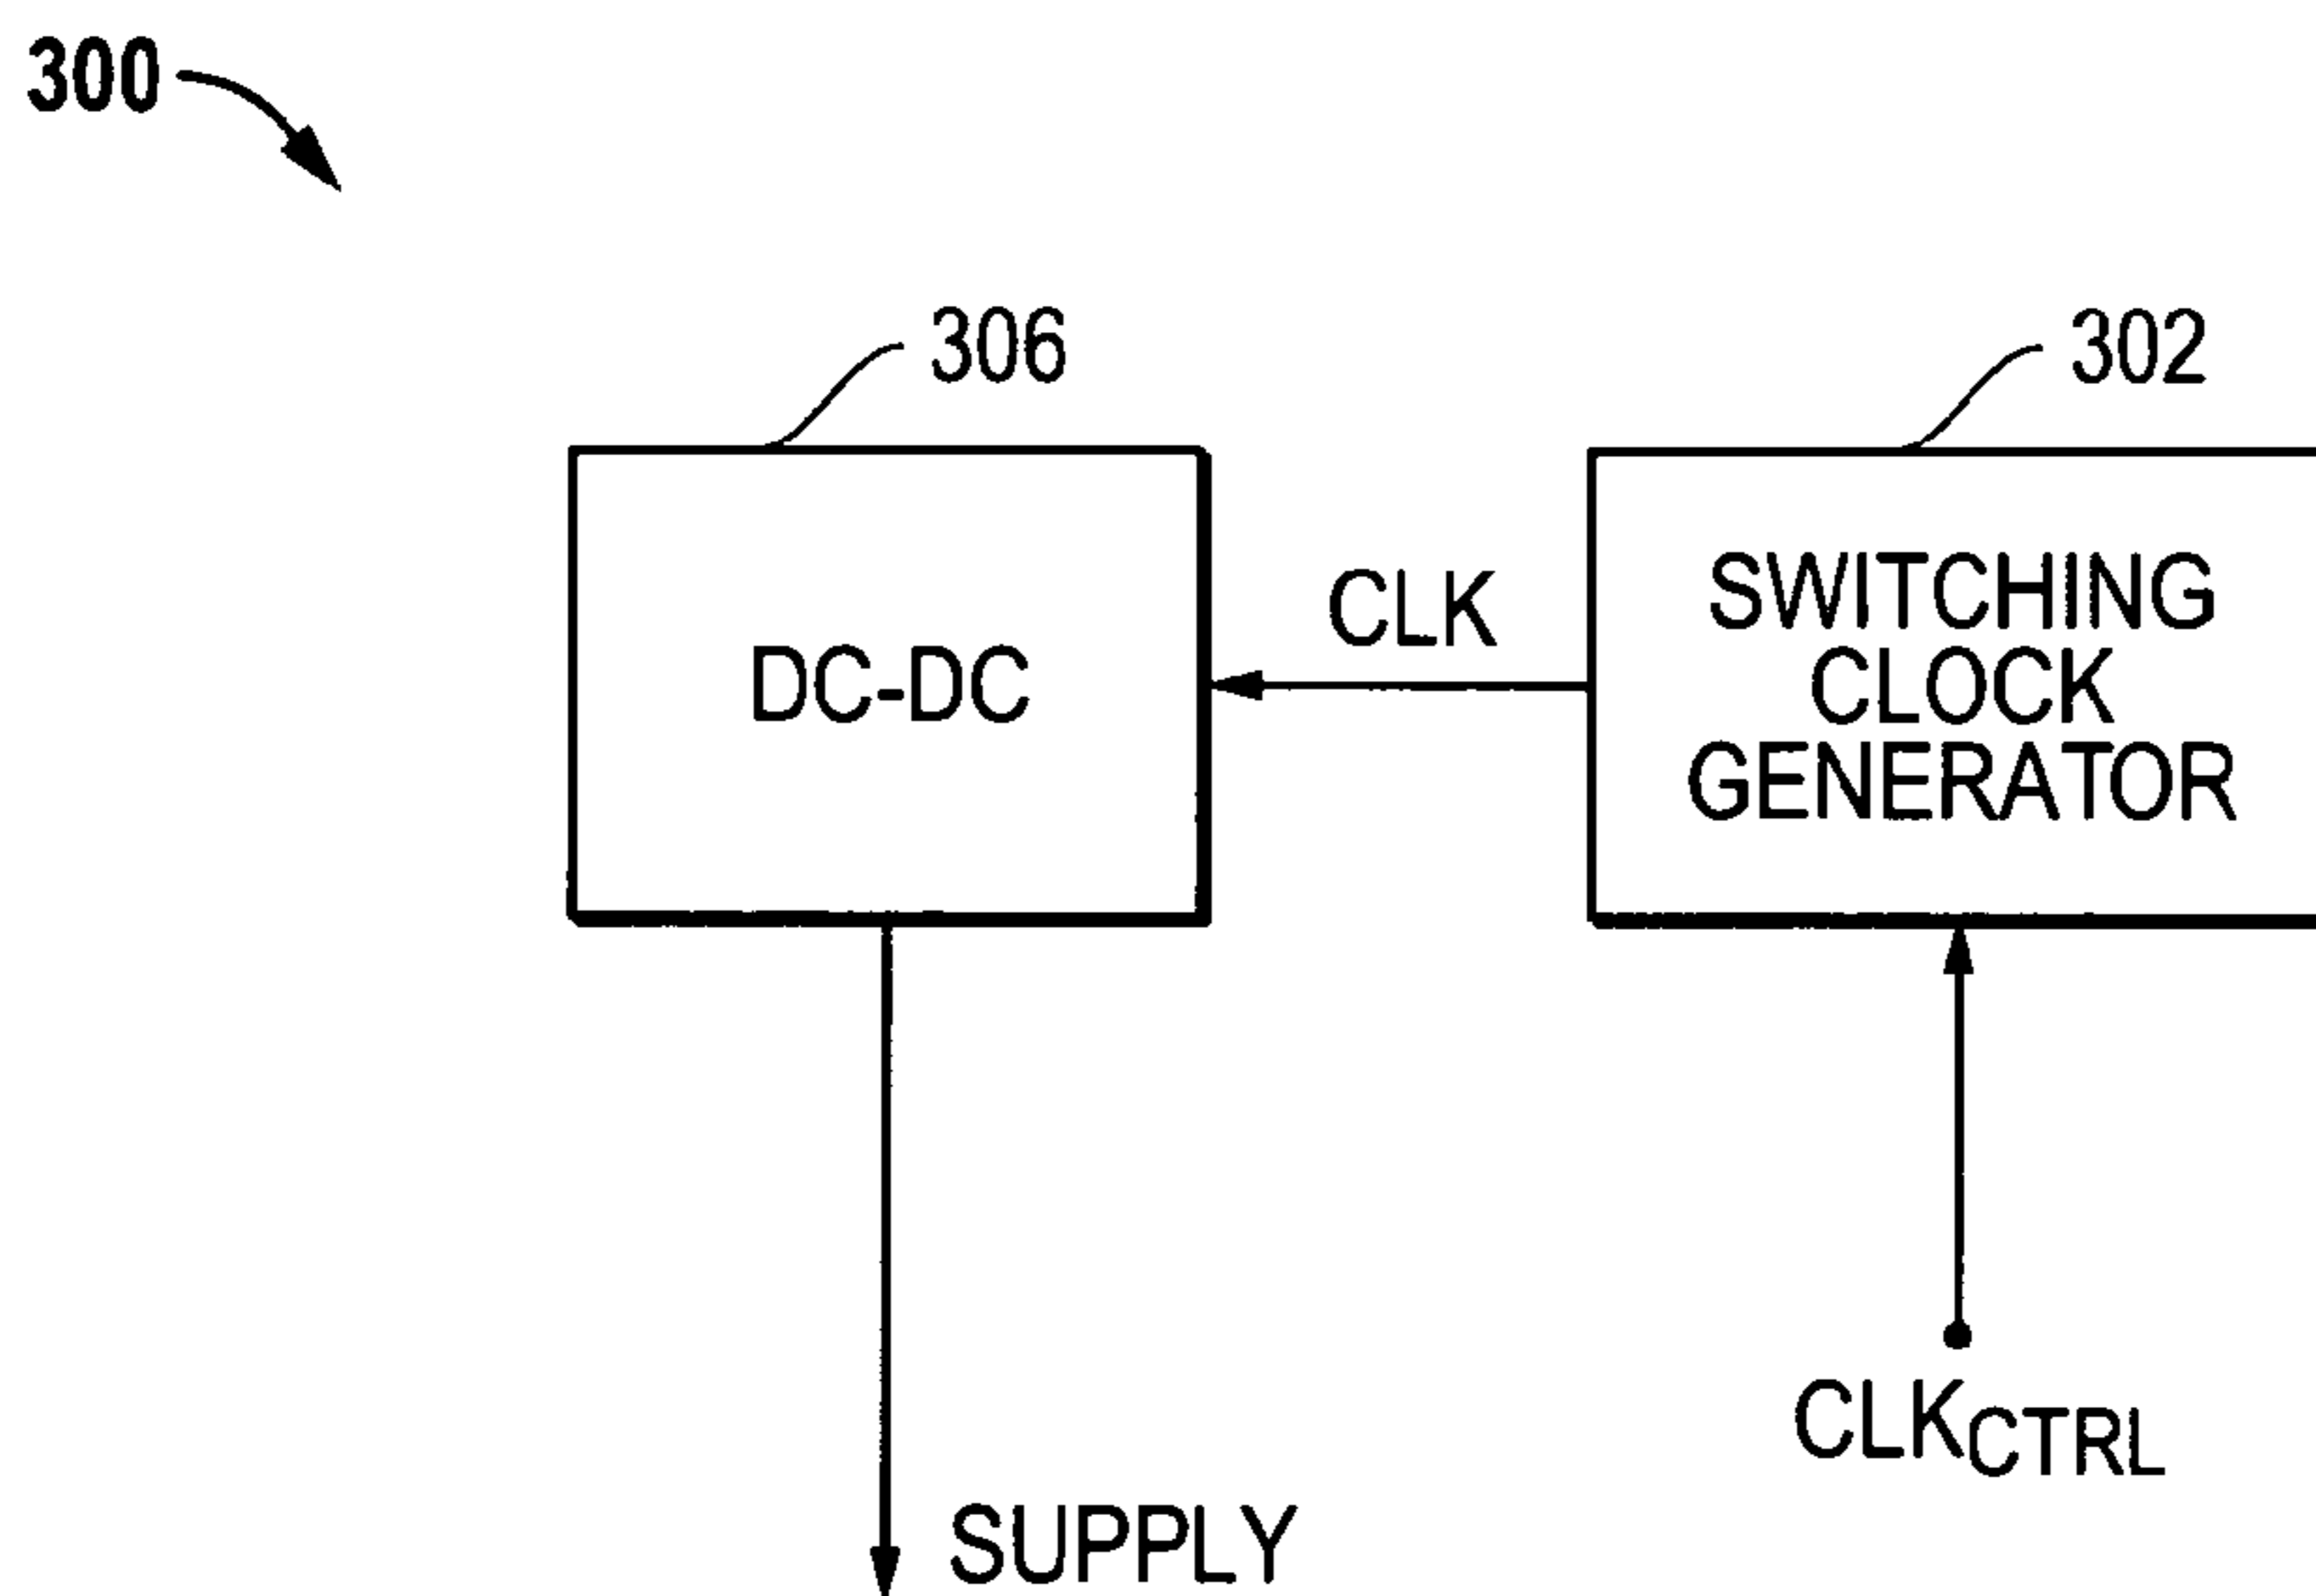 300
306
302
DC-DC
CLK
SWITCHING
CLOCK
GENERATOR
CLKCTRL
SUPPLY